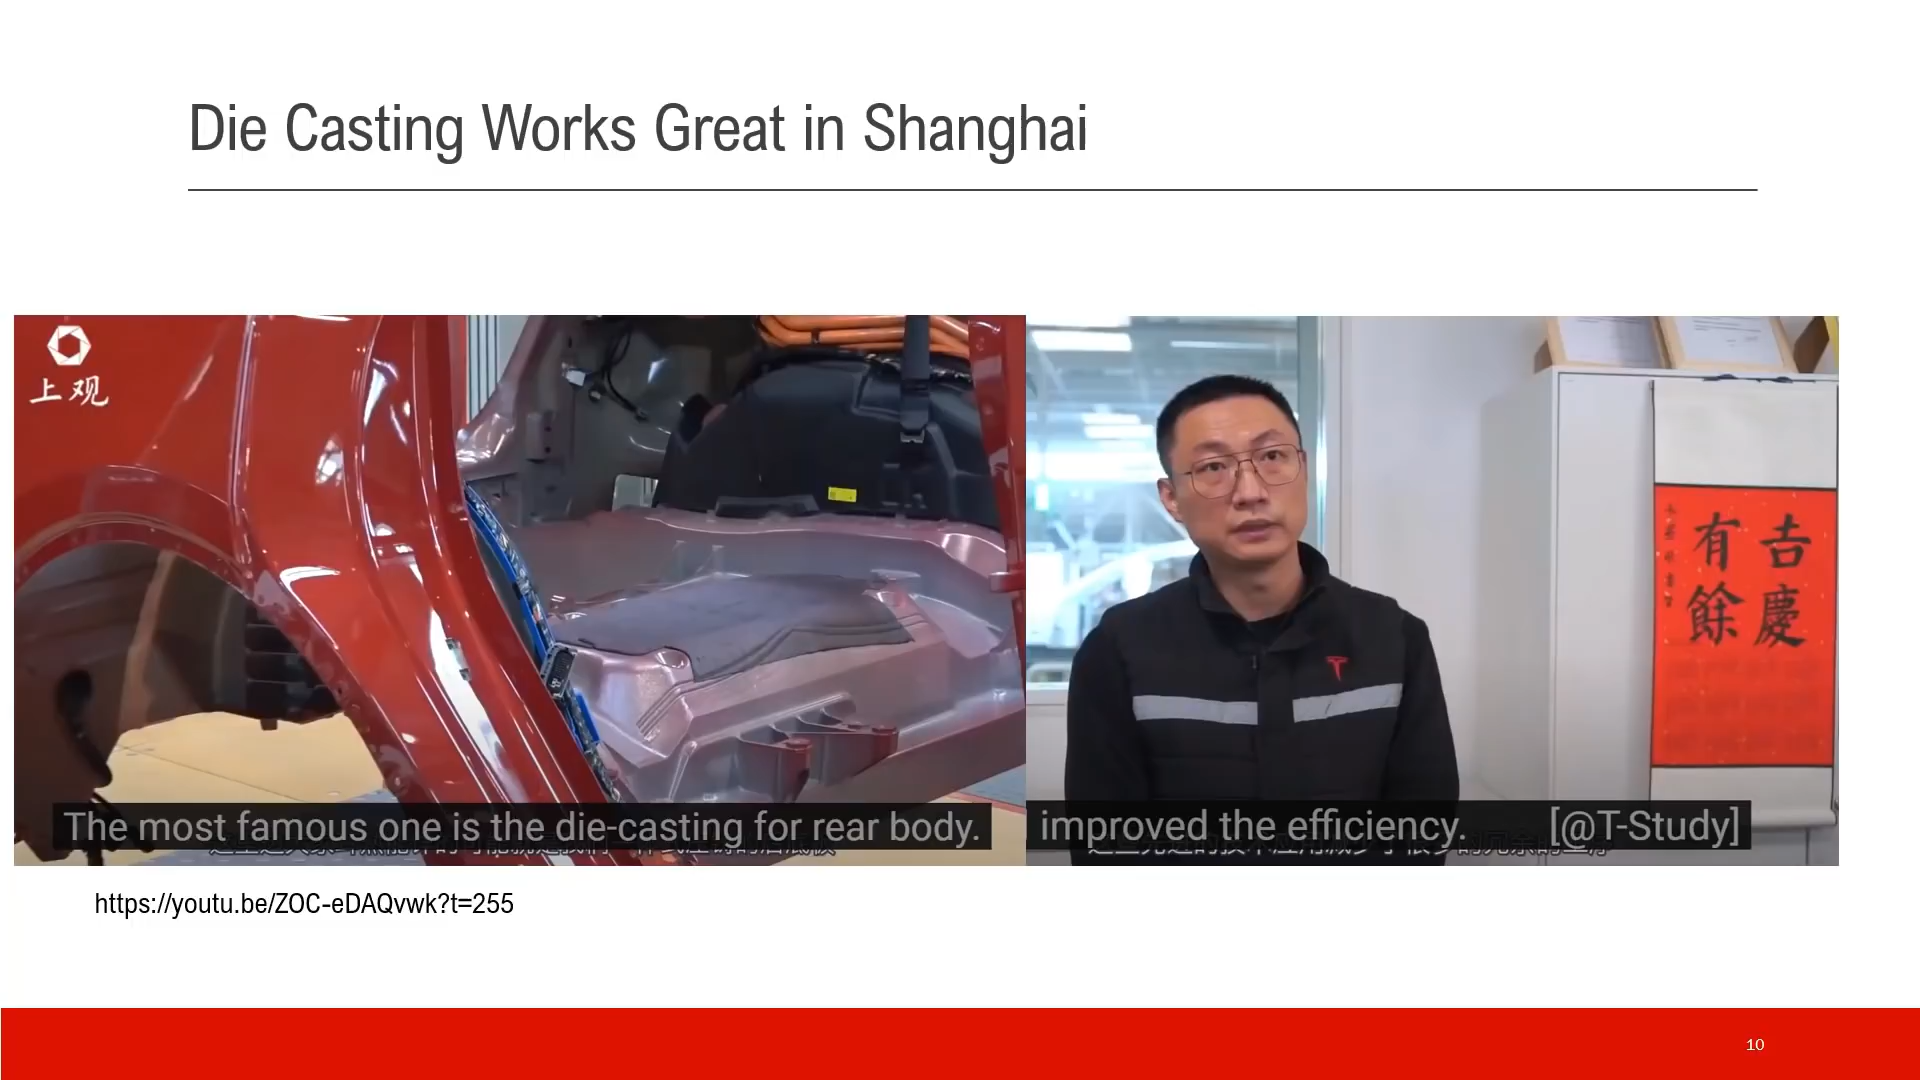 Die Casting Works Great in Shanghai
上观
The most famous one is the die-casting for rear body.
improved the efficiency. [@T-Study]
吉慶
有餘
https://youtu.be/ZOC-eDAQvwk?t=255
10